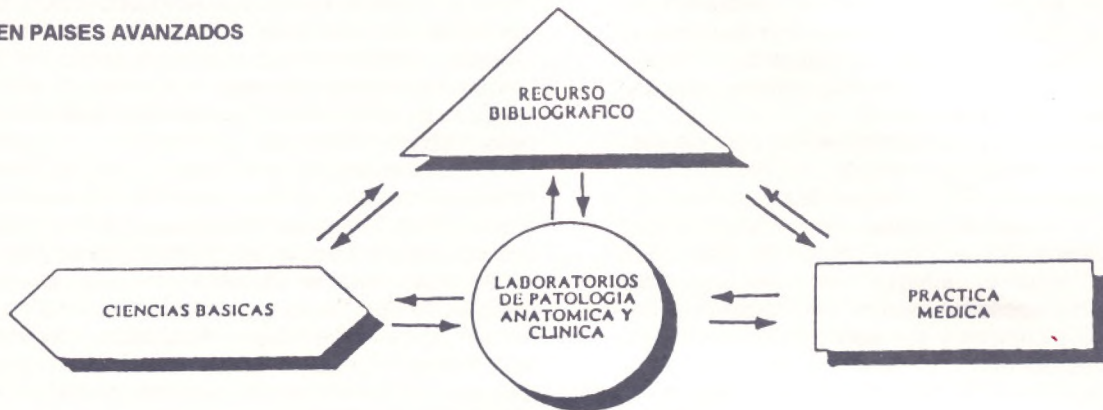 EN PAISES AVANZADOS
RECURSO
BIBLIOGRAFICO
CIENCIAS BASICAS
LABORATORIOS
DE PATOLOGIA
ANATOMICA Y
CLINICA
PRACTICA
MEDICA